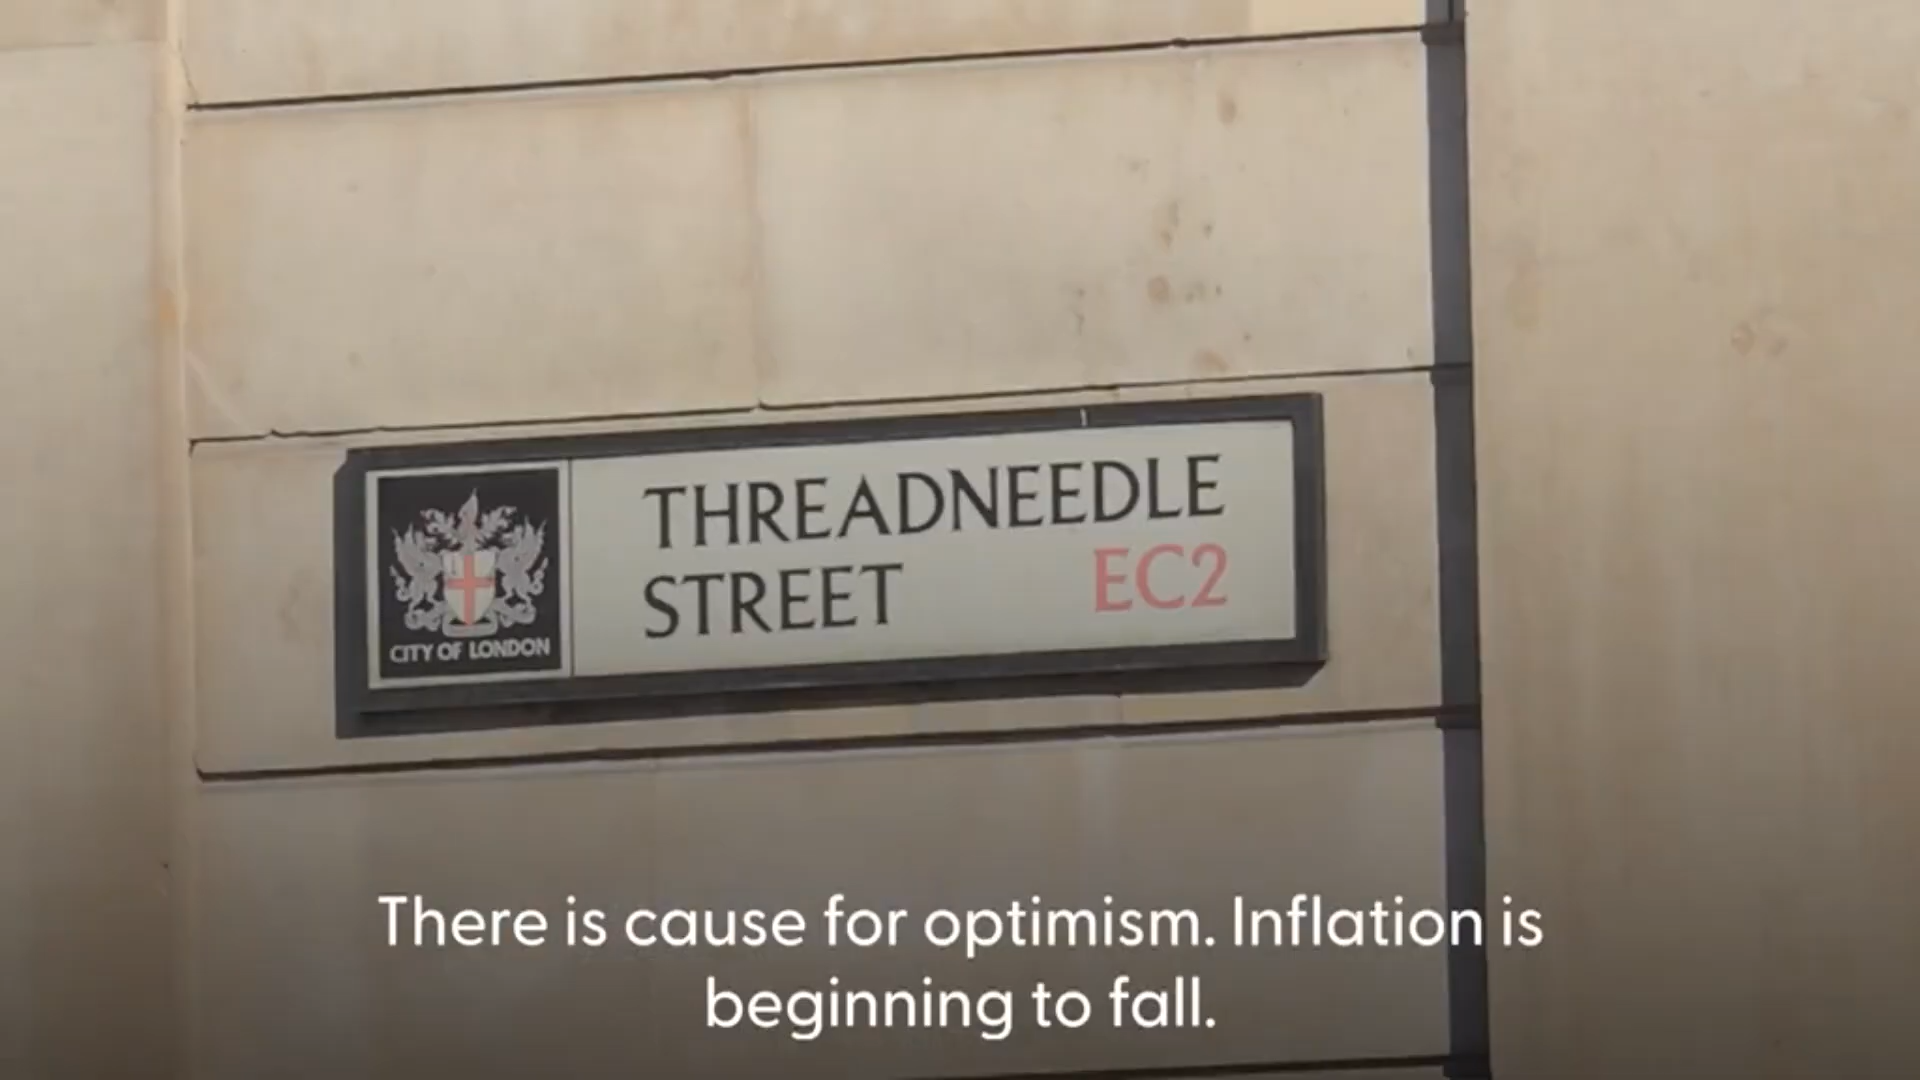 THREADNEEDLE
STREET EC2
CITY OF LONDON
There is cause for optimism. Inflation is
beginning to fall.